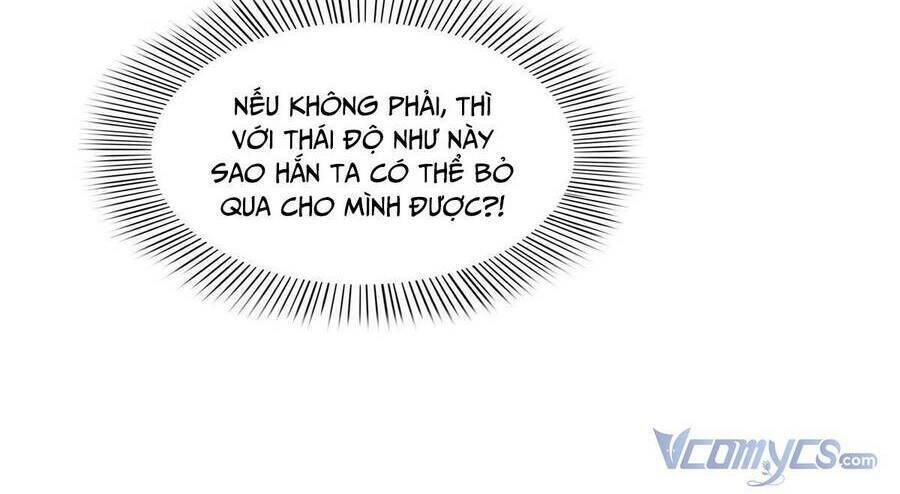 NẾU KHÔNG PHẢI, THÌ
VỚI THÁI ĐỘ NHƯ NÀY
SAO HẮN TA CÓ THỂ BỎ
QUA CHO MÌNH ĐƯỢC?!
VCOMYCS.com